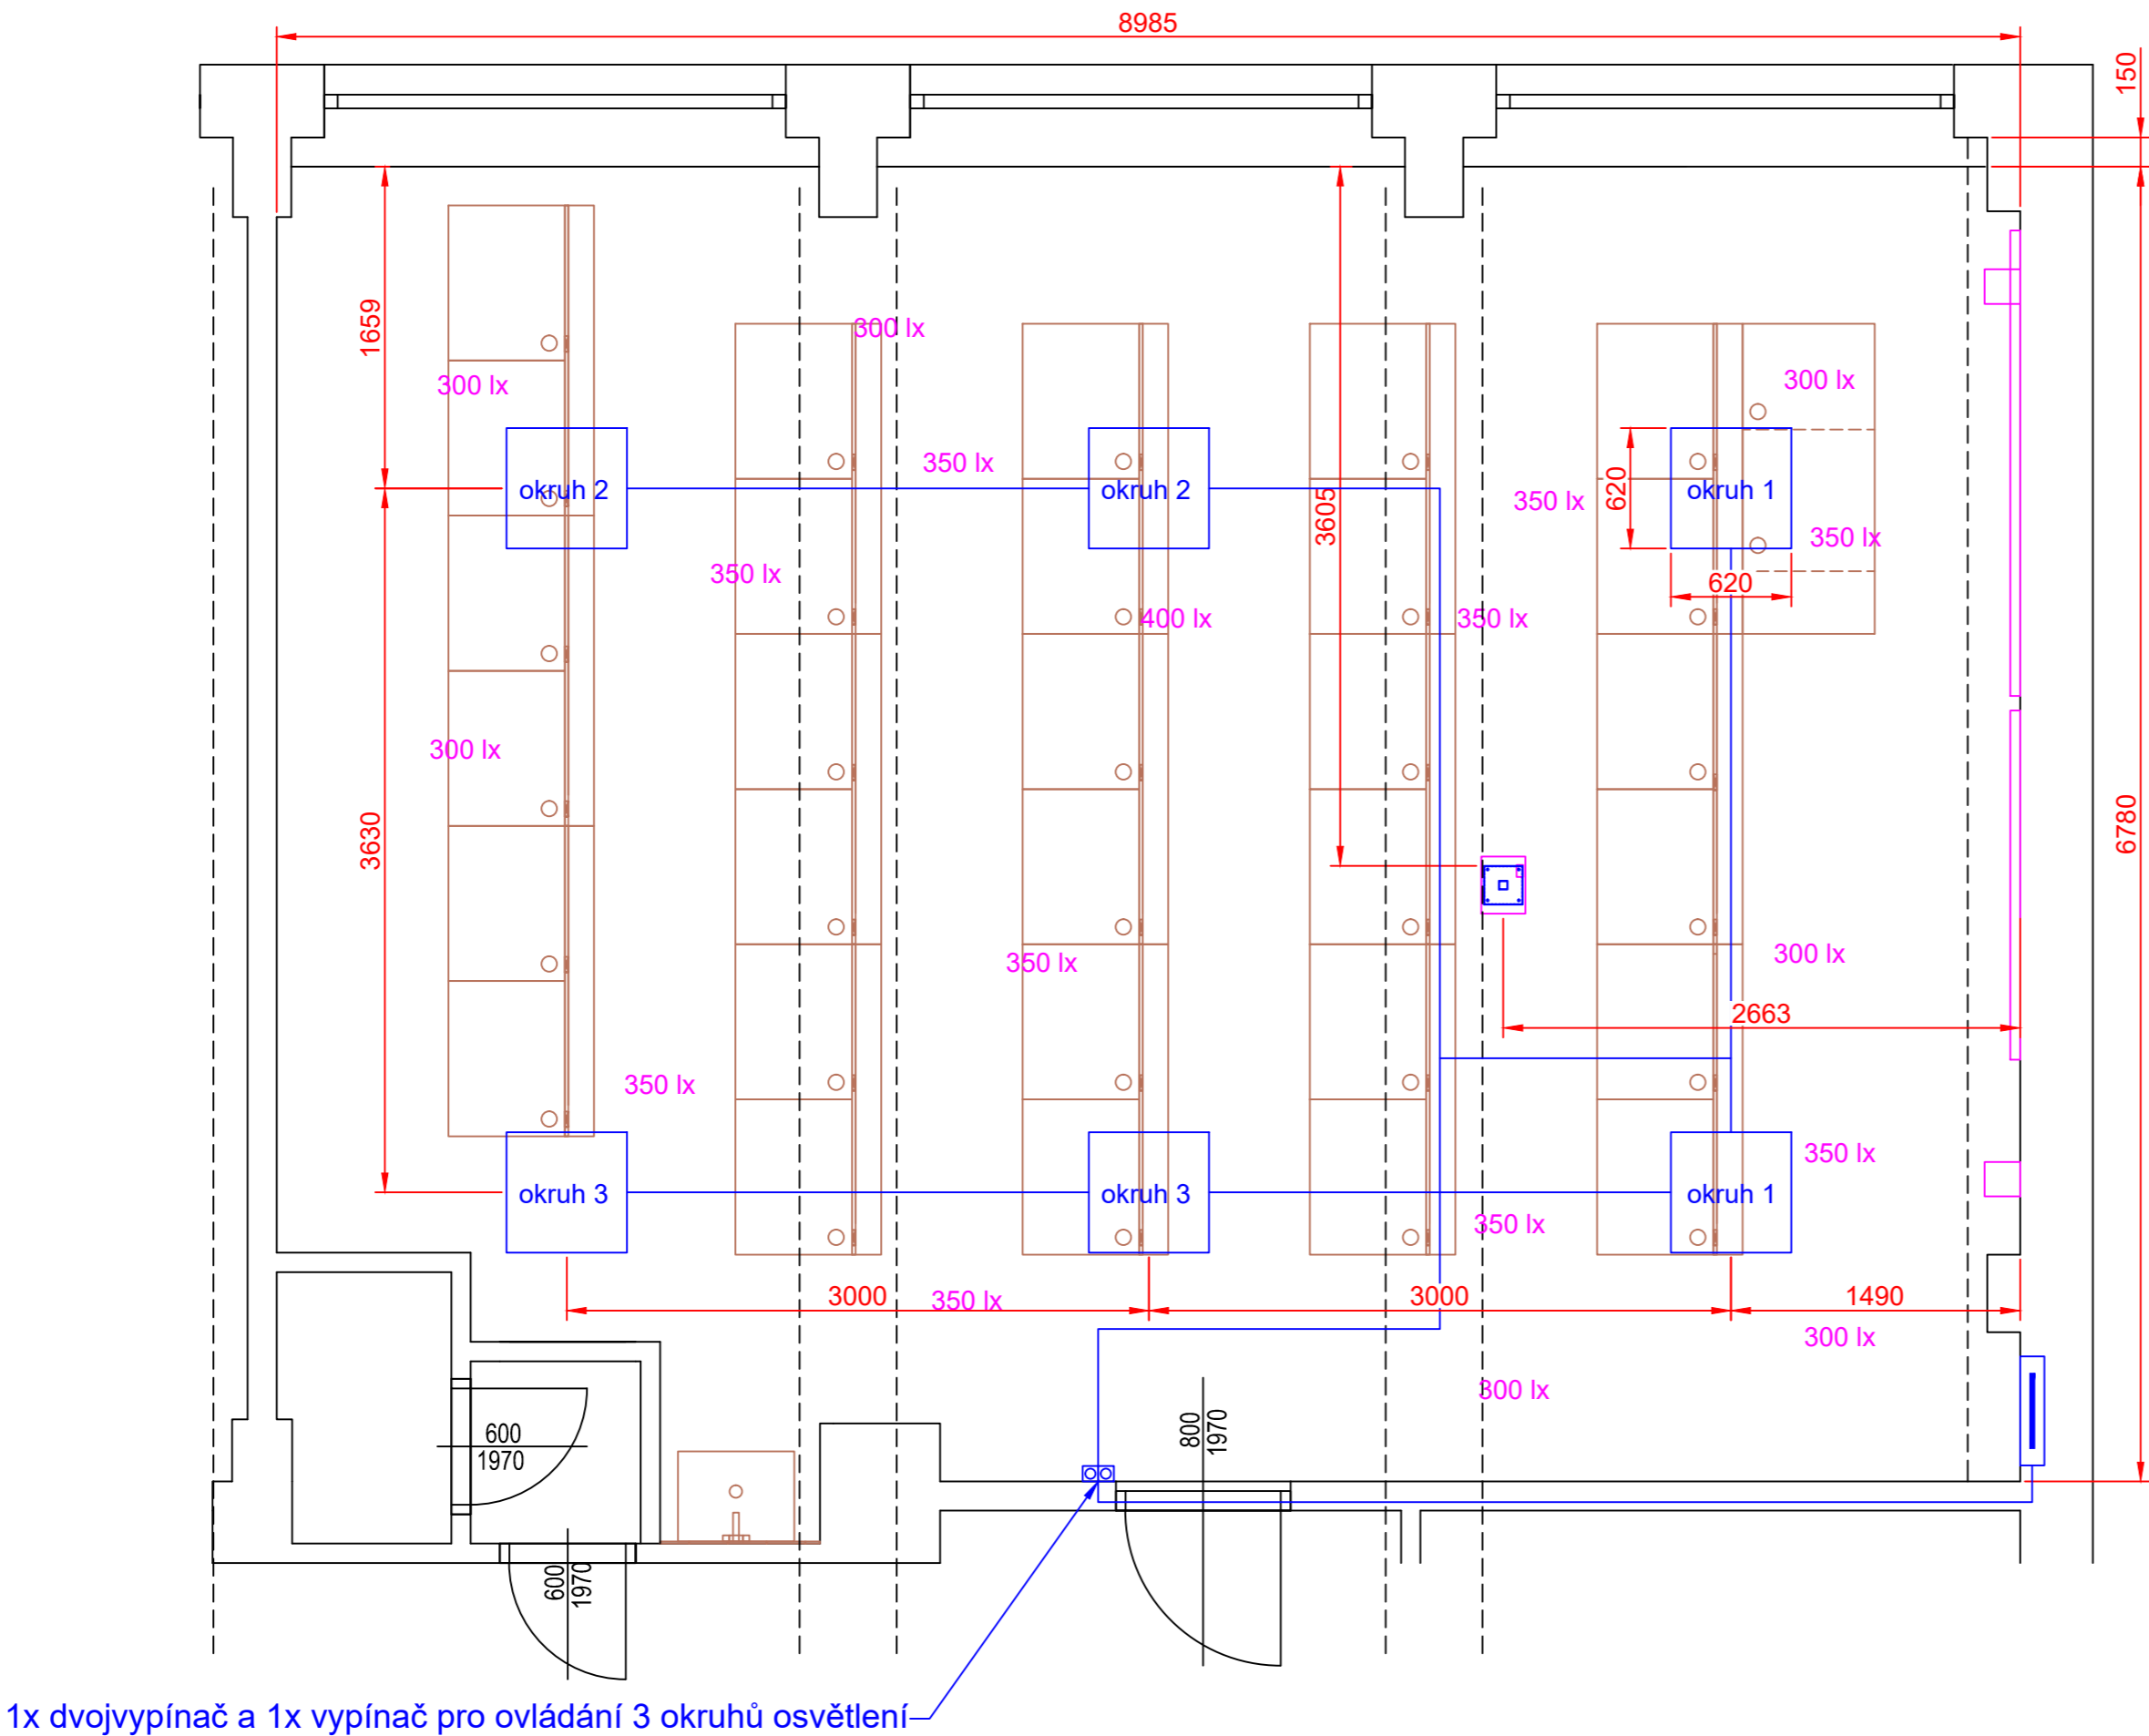 8985
150
1659
300 lx
300 lx
300 lx
350 lx
okruh 2
okruh 2
3605
350 lx
620
okruh 1
350 lx
350 lx
620
400 lx
350 lx
300 lx
3630
6780
350 lx
300 lx
2663
350 lx
350 lx
okruh 3
okruh 3
okruh 1
350 lx
3000
350 lx
3000
1490
300 lx
300 lx
600
1970
800
1970
600
1970
1x dvojvypínač a 1x vypínač pro ovládání 3 okruhů osvětlení